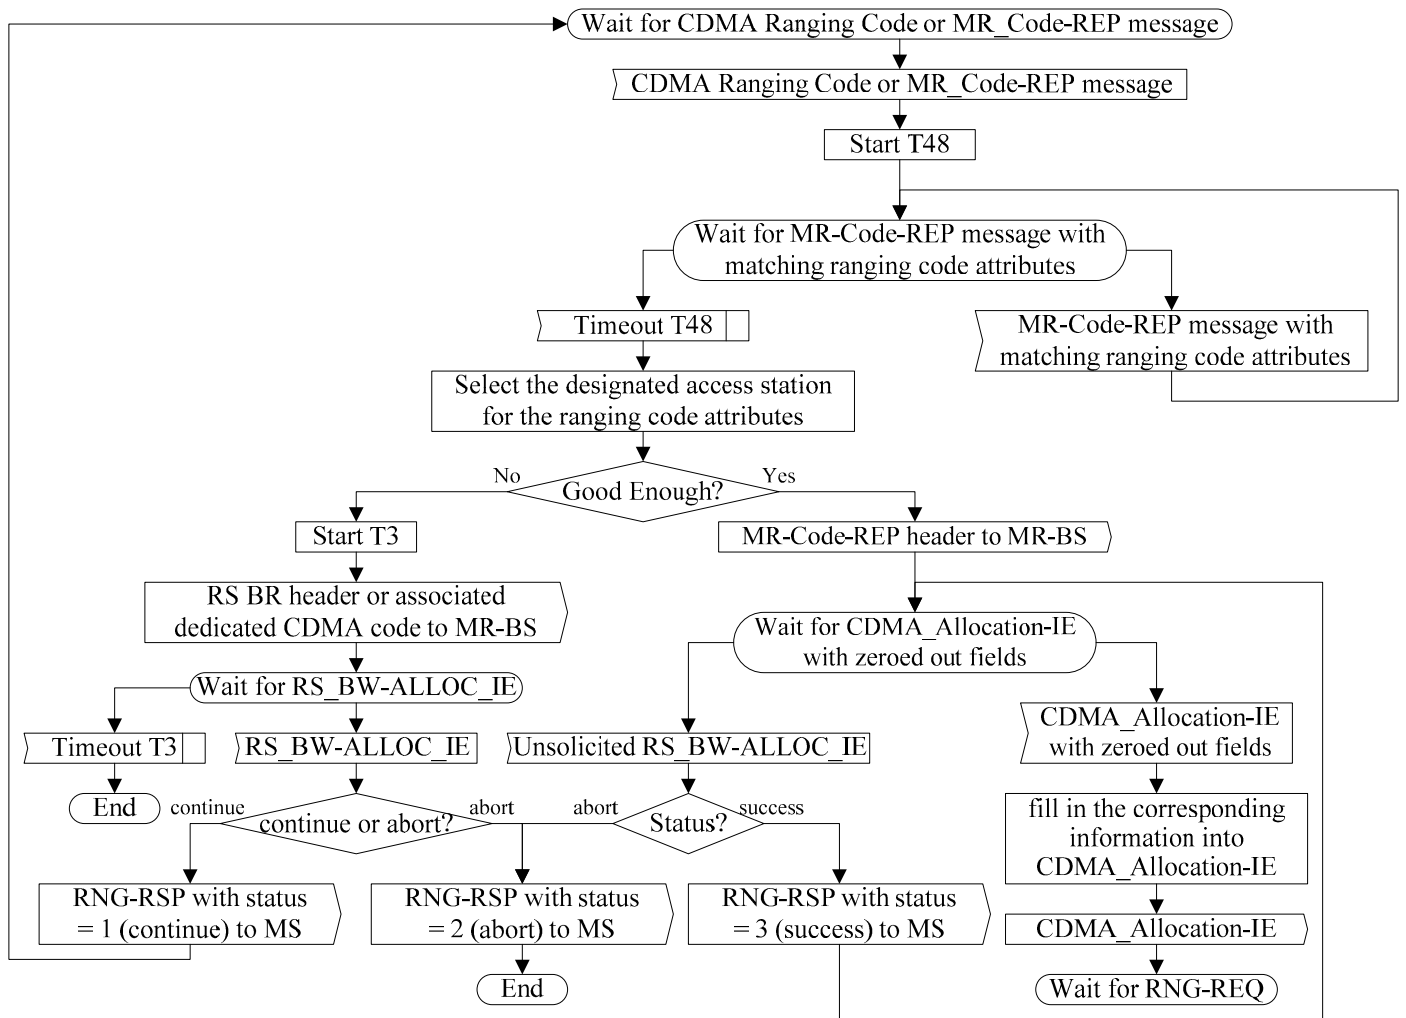 Wait for CDMA Ranging Code or MR_Code-REP message
CDMA Ranging Code or MR_Code-REP message
Start T48
Wait for MR-Code-REP message with
matching ranging code attributes
Timeout T48
MR-Code-REP message with
matching ranging code attributes
Select the designated access station
for the ranging code attributes
No
Good Enough?
Yes
Start T3
MR-Code-REP header to MR-BS
RS BR header or associated
dedicated CDMA code to MR-BS
Wait for CDMA_Allocation-IE
with zeroed out fields
Wait for RS_BW-ALLOC_IE
Timeout T3
RS_BW-ALLOC_IE
Unsolicited RS_BW-ALLOC_IE
CDMA_Allocation-IE
with zeroed out fields
End
continue
continue or abort?
abort
abort
Status?
success
fill in the corresponding
information into
CDMA_Allocation-IE
RNG-RSP with status
= 1 (continue) to MS
RNG-RSP with status
= 2 (abort) to MS
RNG-RSP with status
= 3 (success) to MS
CDMA_Allocation-IE
End
Wait for RNG-REQ